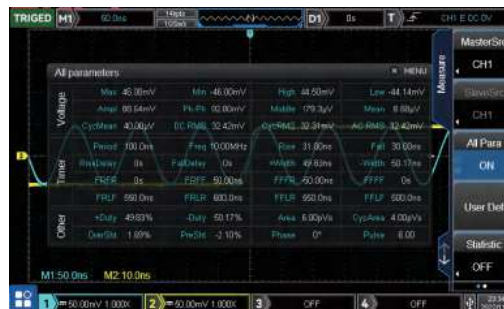 TRIGED M1 50.0ns 14pts D1 0s T CH1 E DC 0V
MasterSrc
CH1
Measure
CH1
All Para
ON
User Def
Statistic
OFF
All parameters × MENU
Voltage
Max 46.00mV Min -46.00mV High 44.50mV Low -44.14mV
Ampl 88.64mV Pk-Pk 92.00mV Middle 179.3μV Mean
CycMean 40.00μV DC RMS 32.42mV CycRMS 32.31mV AC RMS 32.42mV
Timer
Period 100.0ns Freq 10.00MHz Rise 31.00ns Fall 30.80ns
RiseDelay 0s FallDelay 0s +Width 49.83ns -Width 50.17ns
FRFR 0s FRFF 50.00ns FFFR -50.00ns FFFF 0s
FRLF 550.0ns FRLR 600.0ns FFLR 550.0ns FFLF 500.0ns
Other
+Duty 49.83% -Duty 50.17% Area 6.00pVs CycArea 4.00pVs
OverSht 1.89% PreSht -2.10% Phase 0° Pulse 6.00
M1:50.0ns M2:10.0ns
1 50.00mV 1.000X 2 50.00mV 1.000X 3 OFF 4 OFF